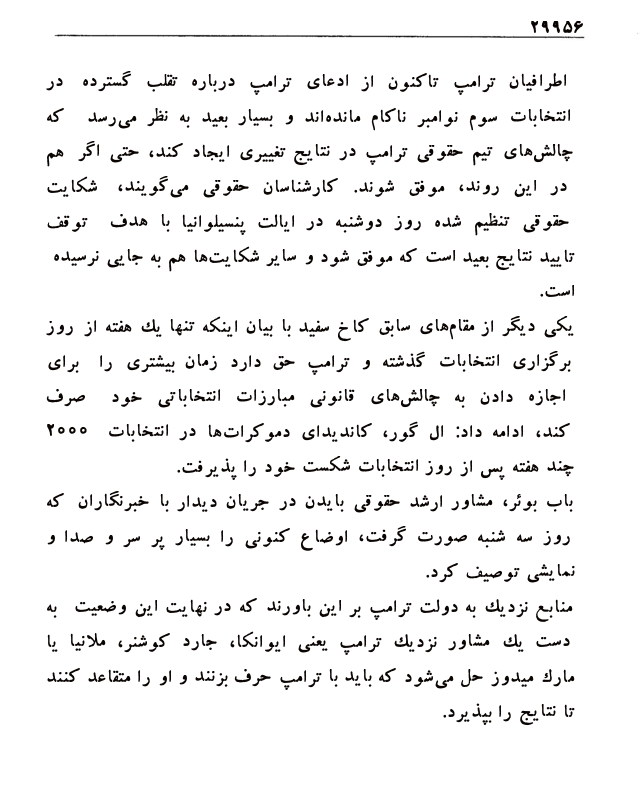 ۲۹۹۵۶
اطرافیان ترامپ تاکنون از ادعای ترامپ درباره تقلب گسترده در
انتخابات سوم نوامبر ناکام مانده‌اند و بسیار بعید به نظر می‌رسد که
چالش‌های تیم حقوقی ترامپ در نتایج تغییری ایجاد کند، حتی اگر هم
در این روند، موفق شوند. کارشناسان حقوقی می‌گویند، شکایت
حقوقی تنظیم شده روز دوشنبه در ایالت پنسیلوانیا با هدف توقف
تایید نتایج بعید است که موفق شود و سایر شکایت‌ها هم به جایی نرسیده
است.
یکی دیگر از مقام‌های سابق کاخ سفید با بیان اینکه تنها یك هفته از روز
برگزاری انتخابات گذشته و ترامپ حق دارد زمان بیشتری را برای
اجازه دادن به چالش‌های قانونی مبارزات انتخاباتی خود صرف
کند، ادامه داد: ال گور، کاندیدای دموکرات‌ها در انتخابات ۲۰۰۰
چند هفته پس از روز انتخابات شکست خود را پذیرفت.
باب بوئر، مشاور ارشد حقوقی بایدن در جریان دیدار با خبرنگاران که
روز سه شنبه صورت گرفت، اوضاع کنونی را بسیار پر سر و صدا و
نمایشی توصیف کرد.
منابع نزدیك به دولت ترامپ بر این باورند که در نهایت این وضعیت به
دست یك مشاور نزدیك ترامپ یعنی ایوانکا، جارد کوشنر، ملانیا یا
مارك میدوز حل می‌شود که باید با ترامپ حرف بزنند و او را متقاعد کنند
تا نتایج را بپذیرد.